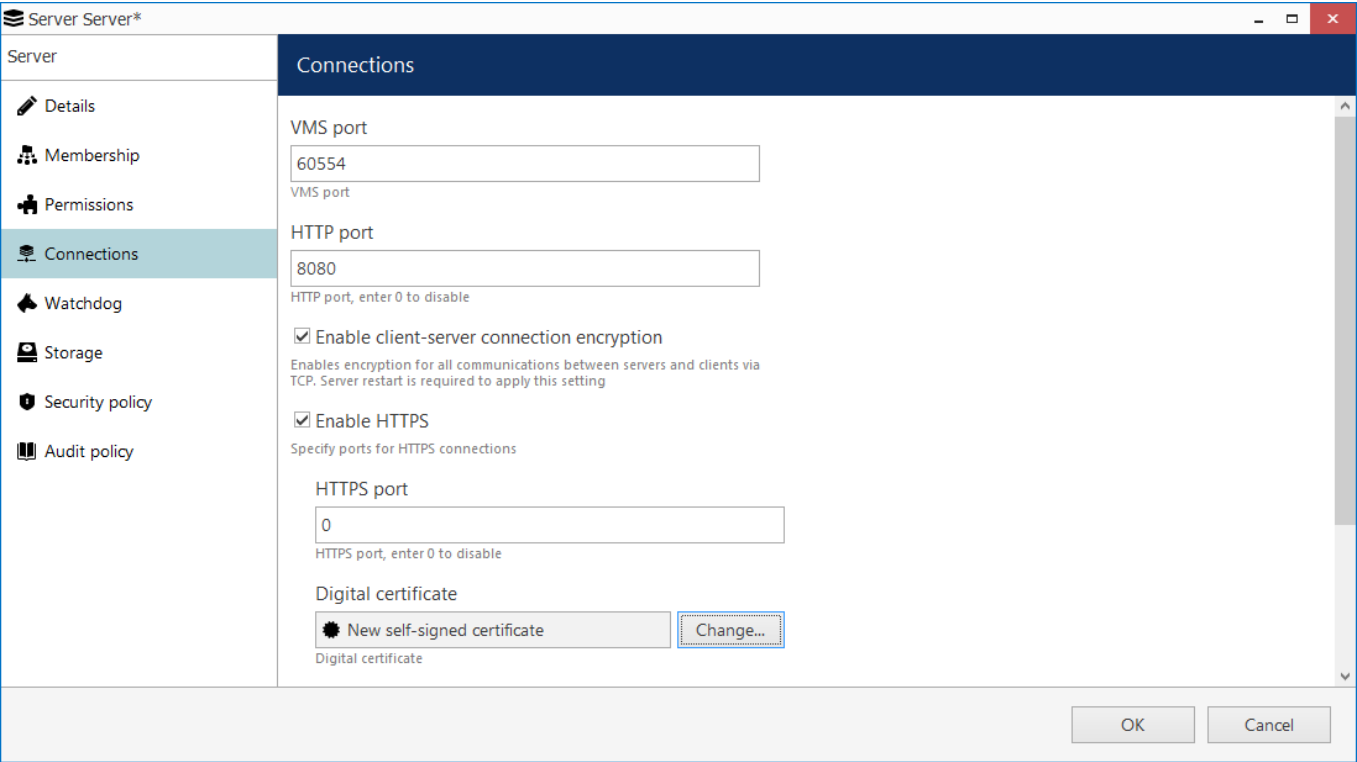 Server Server*
Server
Details
Membership
Permissions
Connections
Watchdog
Storage
Security policy
Audit policy
Connections
VMS port
60554
VMS port
HTTP port
8080
HTTP port, enter 0 to disable
Enable client-server connection encryption
Enables encryption for all communications between servers and clients via
TCP. Server restart is required to apply this setting
Enable HTTPS
Specify ports for HTTPS connections
HTTPS port
0
HTTPS port, enter 0 to disable
Digital certificate
New self-signed certificate
Change...
Digital certificate
OK
Cancel